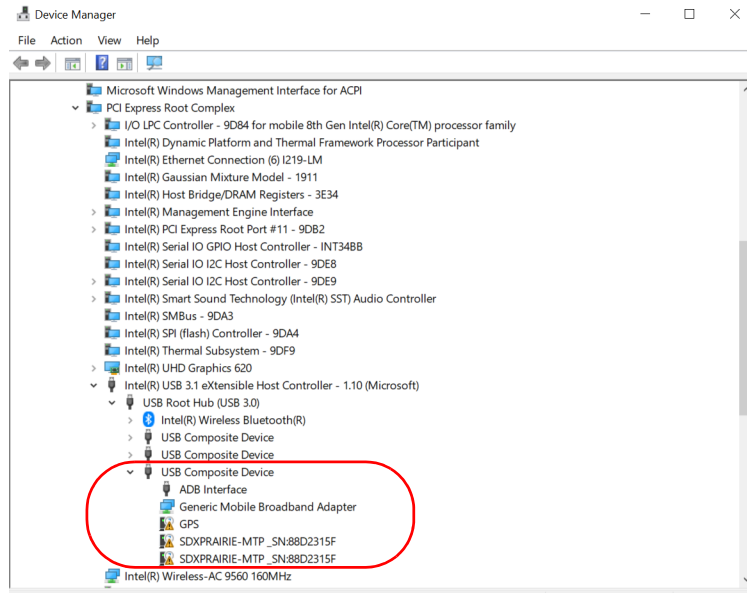 Device Manager
File Action View Help
Microsoft Windows Management Interface for ACPI
PCI Express Root Complex
I/O LPC Controller - 9D84 for mobile 8th Gen Intel(R) Core(TM) processor family
Intel(R) Dynamic Platform and Thermal Framework Processor Participant
Intel(R) Ethernet Connection (6) I219-LM
Intel(R) Gaussian Mixture Model - 1911
Intel(R) Host Bridge/DRAM Registers - 3E34
Intel(R) Management Engine Interface
Intel(R) PCI Express Root Port #11 - 9DB2
Intel(R) Serial IO GPIO Host Controller - INT34BB
Intel(R) Serial IO I2C Host Controller - 9DE8
Intel(R) Serial IO I2C Host Controller - 9DE9
Intel(R) Smart Sound Technology (Intel(R) SST) Audio Controller
Intel(R) SMBus - 9DA3
Intel(R) SPI (flash) Controller - 9DA4
Intel(R) Thermal Subsystem - 9DF9
Intel(R) UHD Graphics 620
Intel(R) USB 3.1 eXtensible Host Controller - 1.10 (Microsoft)
USB Root Hub (USB 3.0)
Intel(R) Wireless Bluetooth(R)
USB Composite Device
USB Composite Device
USB Composite Device
ADB Interface
Generic Mobile Broadband Adapter
GPS
SDXPRAIRIE-MTP _SN:88D2315F
SDXPRAIRIE-MTP _SN:88D2315F
Intel(R) Wireless-AC 9560 160MHz